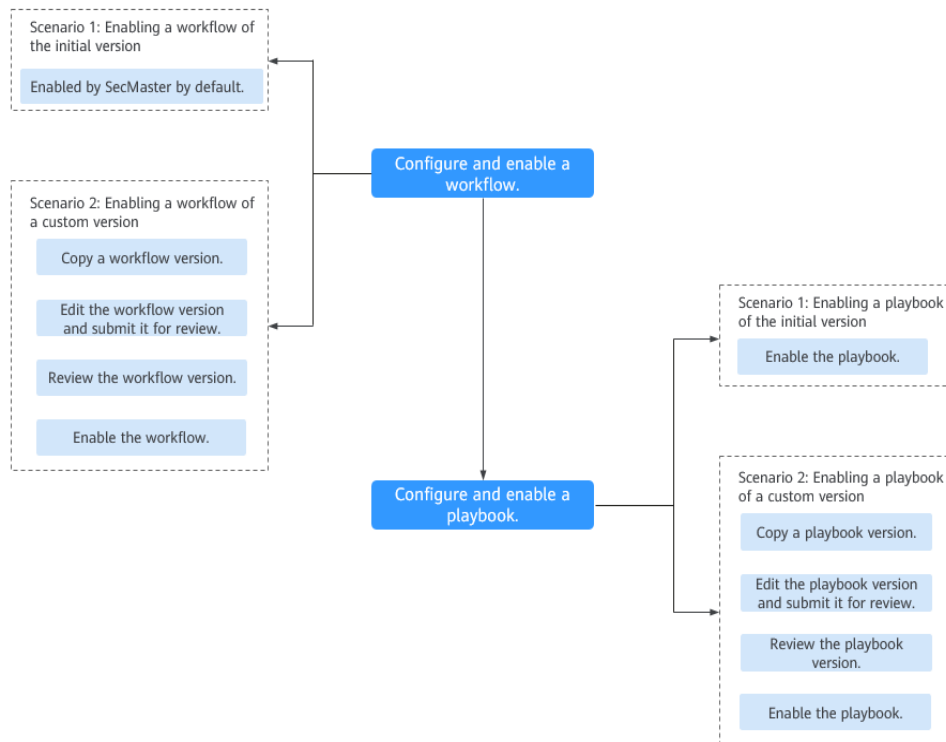 Scenario 1: Enabling a workflow of
the initial version
Enabled by SecMaster by default.
Configure and enable a
workflow.
Scenario 2: Enabling a workflow of
a custom version
Copy a workflow version.
Edit the workflow version
and submit it for review.
Review the workflow version.
Enable the workflow.
Configure and enable a
playbook.
Scenario 1: Enabling a playbook
of the initial version
Enable the playbook.
Scenario 2: Enabling a playbook
of a custom version
Copy a playbook version.
Edit the playbook version
and submit it for review.
Review the playbook
version.
Enable the playbook.